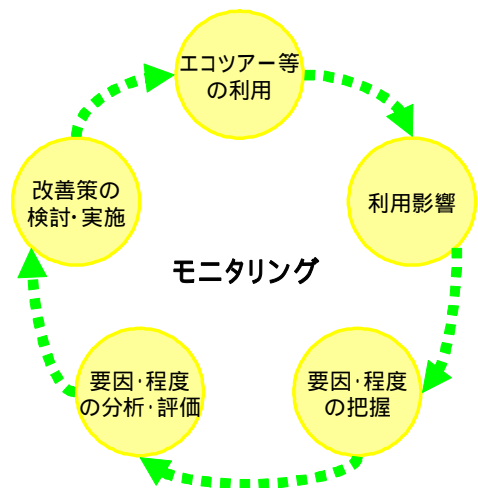 エコツアー等
の利用
利用影響
要因・程度
の把握
要因・程度
の分析・評価
改善策の
検討・実施
モニタリング